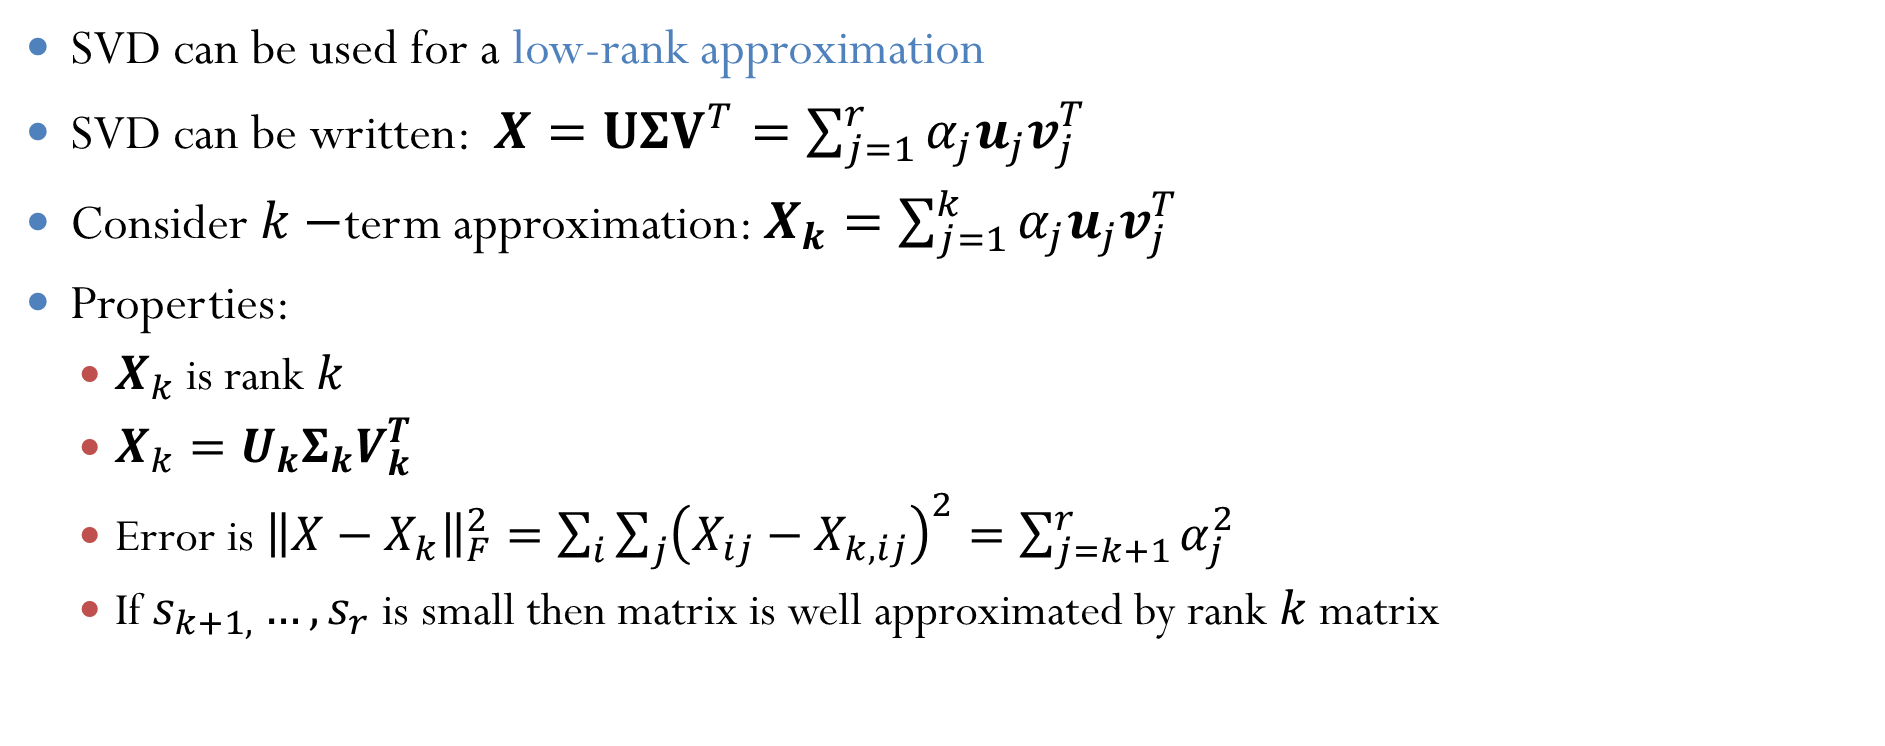 • SVD can be used for a low-rank approximation
• SVD can be written: 𝑿 = 𝐔𝚺𝐕^𝑇 = ∑_{𝑗=1}^{𝑟} 𝛼_𝑗 𝒖_𝑗 𝒗_𝑗^𝑇
• Consider 𝑘 −term approximation: 𝑿_𝒌 = ∑_{𝑗=1}^{𝑘} 𝛼_𝑗 𝒖_𝑗 𝒗_𝑗^𝑇
• Properties:
• 𝑿_𝑘 is rank 𝑘
• 𝑿_𝑘 = 𝑼_𝒌 𝚺_𝒌 𝑽_𝒌^𝑻
• Error is ‖𝑋 − 𝑋_𝑘‖_𝐹^2 = ∑_𝑖 ∑_𝑗 (𝑋_{𝑖𝑗} − 𝑋_{𝑘,𝑖𝑗})^2 = ∑_{𝑗=𝑘+1}^{𝑟} 𝛼_𝑗^2
• If 𝑠_{𝑘+1,} … , 𝑠_𝑟 is small then matrix is well approximated by rank 𝑘 matrix